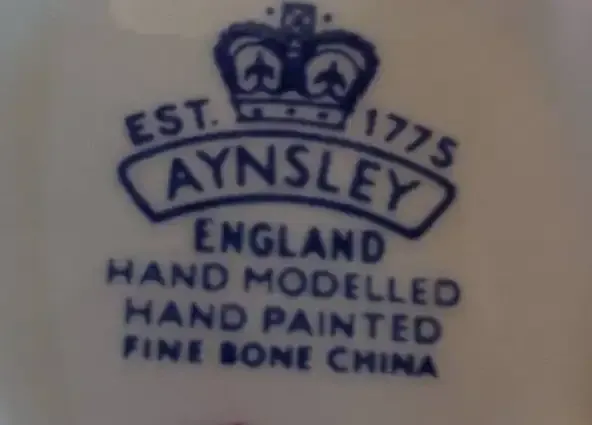 EST. 1775
AYNSLEY
ENGLAND
HAND MODELLED
HAND PAINTED
FINE BONE CHINA